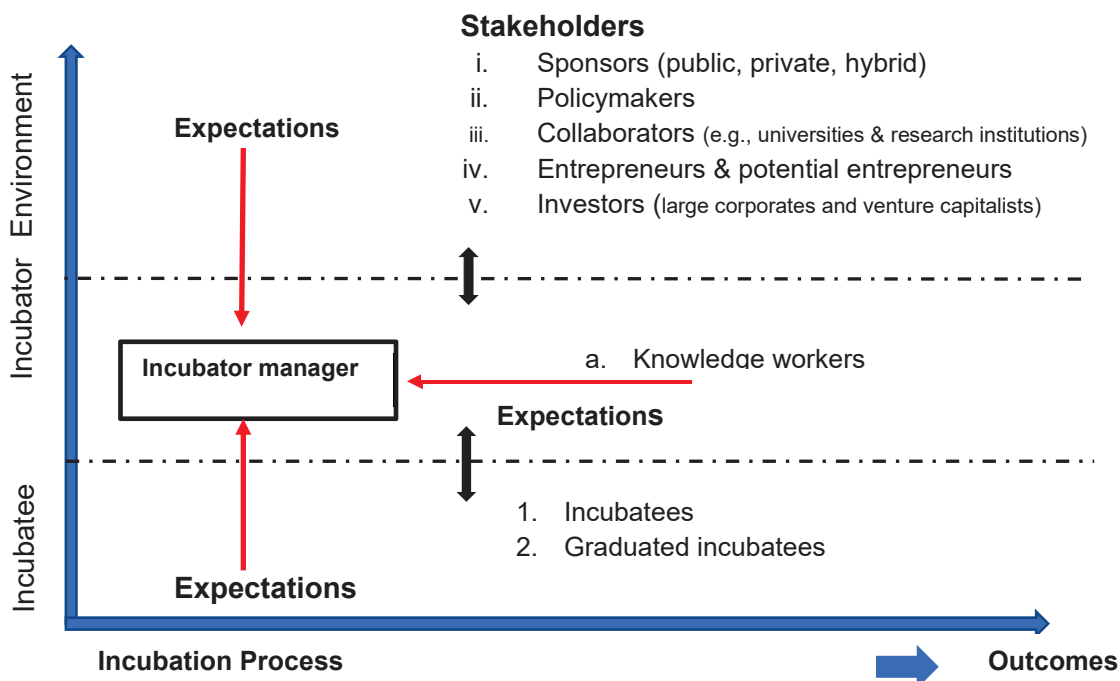 Stakeholders
i. Sponsors (public, private, hybrid)
ii. Policymakers
iii. Collaborators (e.g., universities & research institutions)
iv. Entrepreneurs & potential entrepreneurs
v. Investors (large corporates and venture capitalists)
Environment
Expectations
Incubator
Incubator manager
a. Knowledge workers
Expectations
Incubatee
1. Incubatees
2. Graduated incubatees
Expectations
Incubation Process
Outcomes